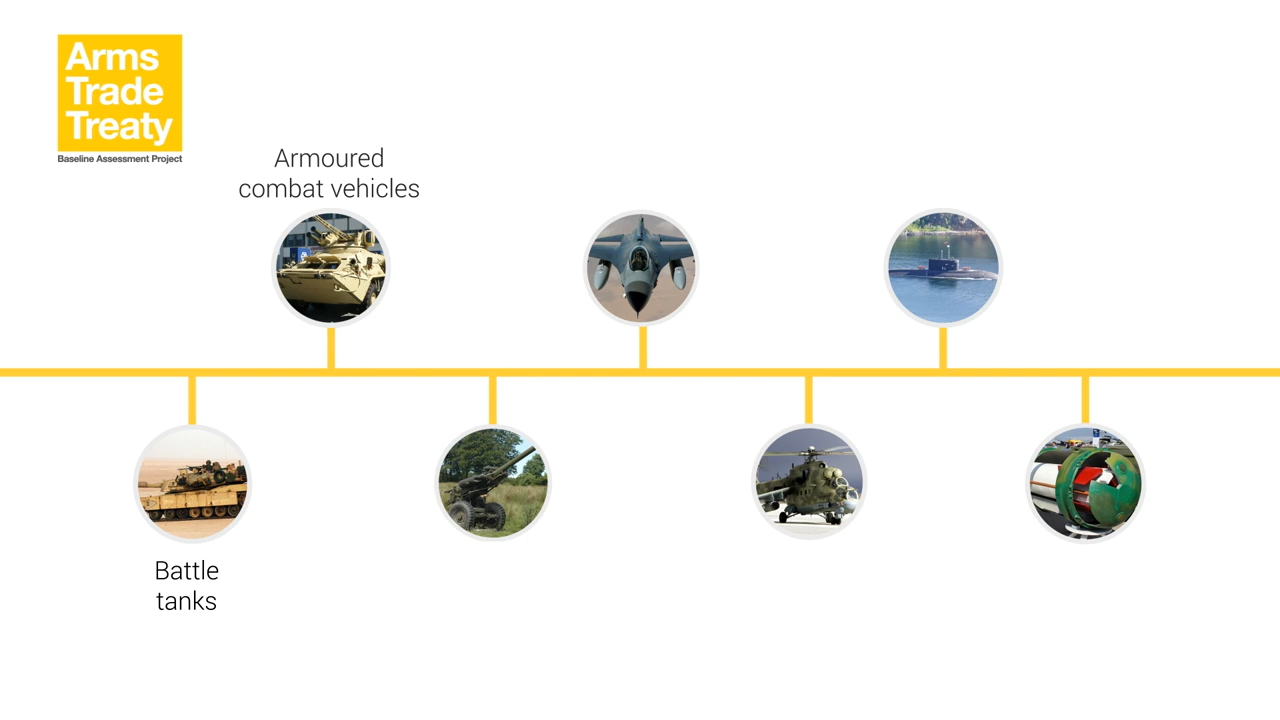 Arms
Trade
Treaty
Baseline Assessment Project
Armoured
combat vehicles
Battle
tanks